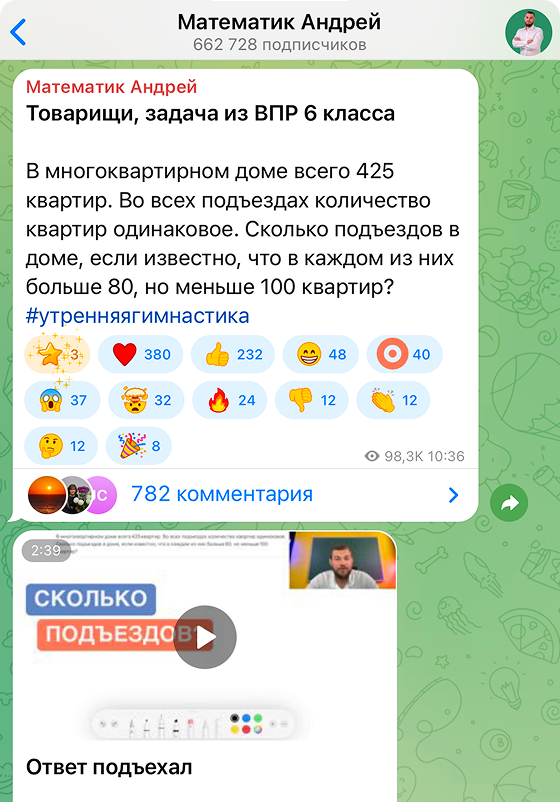 Математик Андрей
662 728 подписчиков
Математик Андрей
Товарищи, задача из ВПР 6 класса
В многоквартирном доме всего 425
квартир. Во всех подъездах количество
квартир одинаковое. Сколько подъездов в
доме, если известно, что в каждом из них
больше 80, но меньше 100 квартир?
#утренняягимнастика
3 380 232 48 40
37 32 24 12 12
12 8
98,3K 10:36
JC
782 комментария
В многоквартирном доме всего 425 квартир. Во всех подъездах количество квартир одинаковое.
подъездов в доме, если известно, что в каждом из них больше 80, но меньше 100
2:39
СКОЛЬКО
ПОДЪЕЗДОВ?
Ответ подъехал